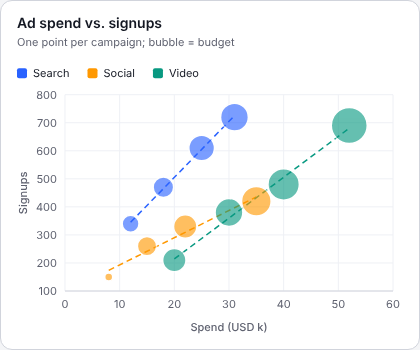 Ad spend vs. signups
One point per campaign; bubble = budget
Search Social Video
800
700
600
500
400
300
200
100
Signups
0 10 20 30 40 50 60
Spend (USD k)